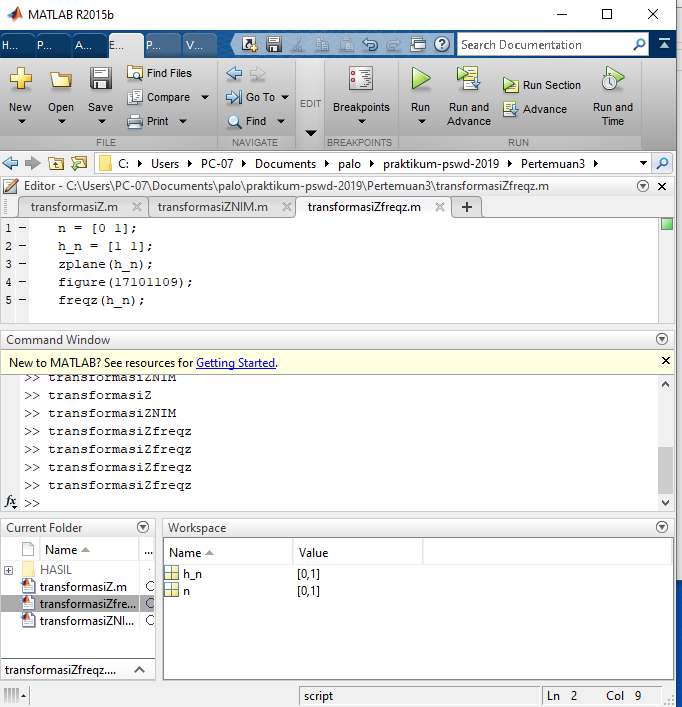 MATLAB R2015b
H... P... A... E... P... V... Search Documentation
New Open Save Find Files Compare Print Go To Find EDIT Breakpoints Run Run and Advance Run Section Advance Run and Time
FILE NAVIGATE BREAKPOINTS RUN
C: Users PC-07 Documents palo praktikum-pswd-2019 Pertemuan3
Editor - C:\Users\PC-07\Documents\palo\praktikum-pswd-2019\Pertemuan3\transformasiZfreqz.m
transformasiZ.m transformasiZNIM.m transformasiZfreqz.m
1 – n = [0 1];
2 – h_n = [1 1];
3 – zplane(h_n);
4 – figure(17101109);
5 – freqz(h_n);
Command Window
New to MATLAB? See resources for Getting Started.
>> transformasiZNIM
>> transformasiZ
>> transformasiZNIM
>> transformasiZfreqz
>> transformasiZfreqz
>> transformasiZfreqz
>> transformasiZfreqz
fx >>
Current Folder
Name ...
HASIL
transformasiZ.m
transformasiZfre...
transformasiZNI...
transformasiZfreqz....
Workspace
Name Value
h_n [0,1]
n [0,1]
script Ln 2 Col 9